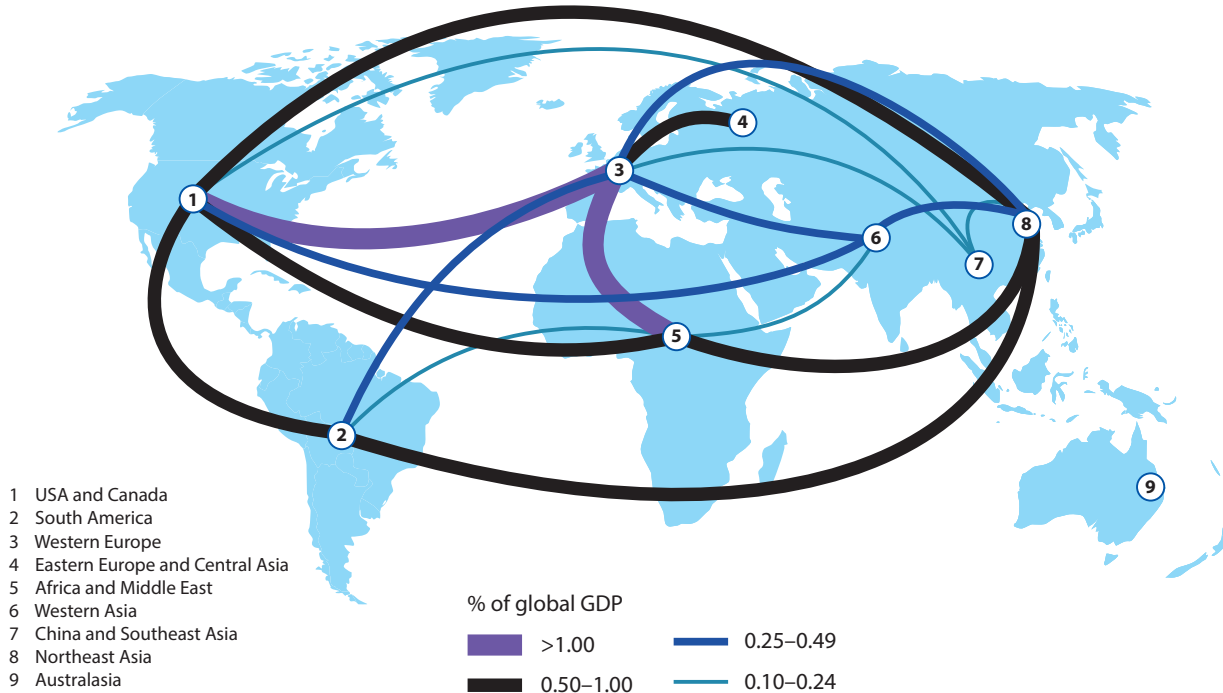 4
3
1
8
6
7
5
2
9
1 USA and Canada
2 South America
3 Western Europe
4 Eastern Europe and Central Asia
5 Africa and Middle East
6 Western Asia
7 China and Southeast Asia
8 Northeast Asia
9 Australasia
% of global GDP
>1.00
0.25–0.49
0.50–1.00
0.10–0.24